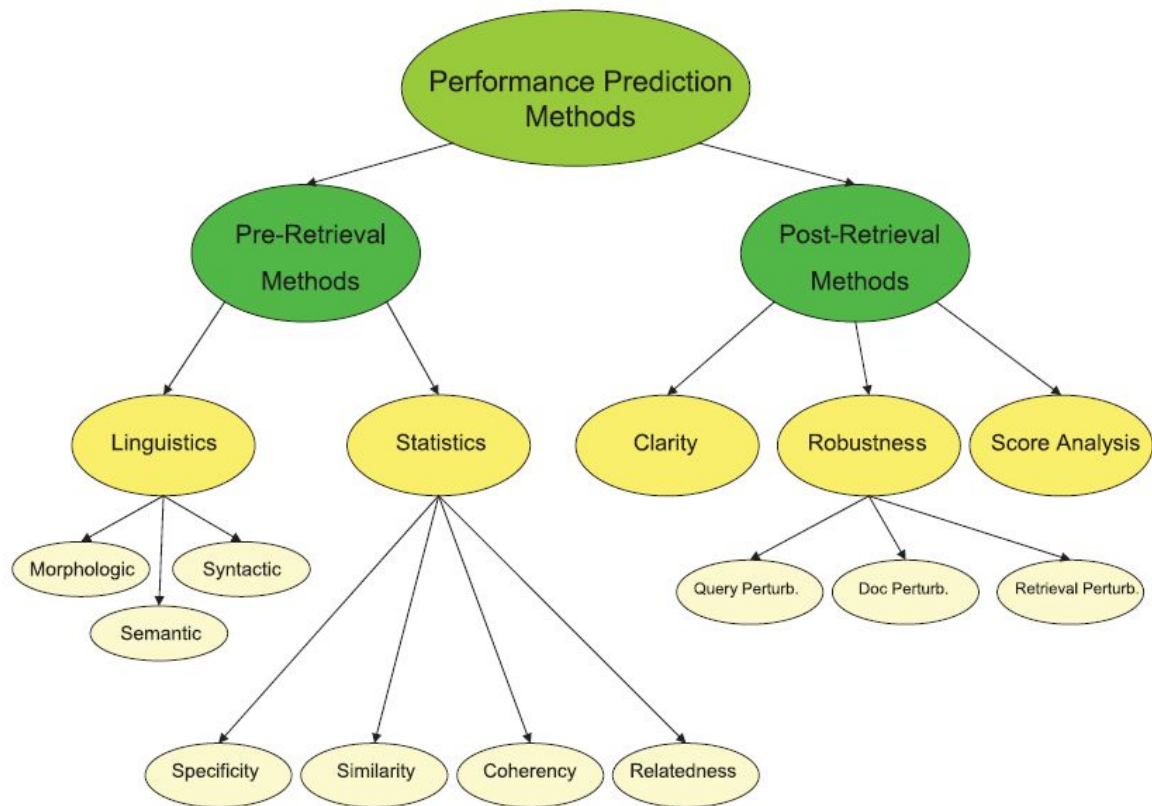 Performance Prediction
Methods
Pre-Retrieval
Methods
Post-Retrieval
Methods
Linguistics
Statistics
Clarity
Robustness
Score Analysis
Morphologic
Syntactic
Semantic
Query Perturb.
Doc Perturb.
Retrieval Perturb.
Specificity
Similarity
Coherency
Relatedness